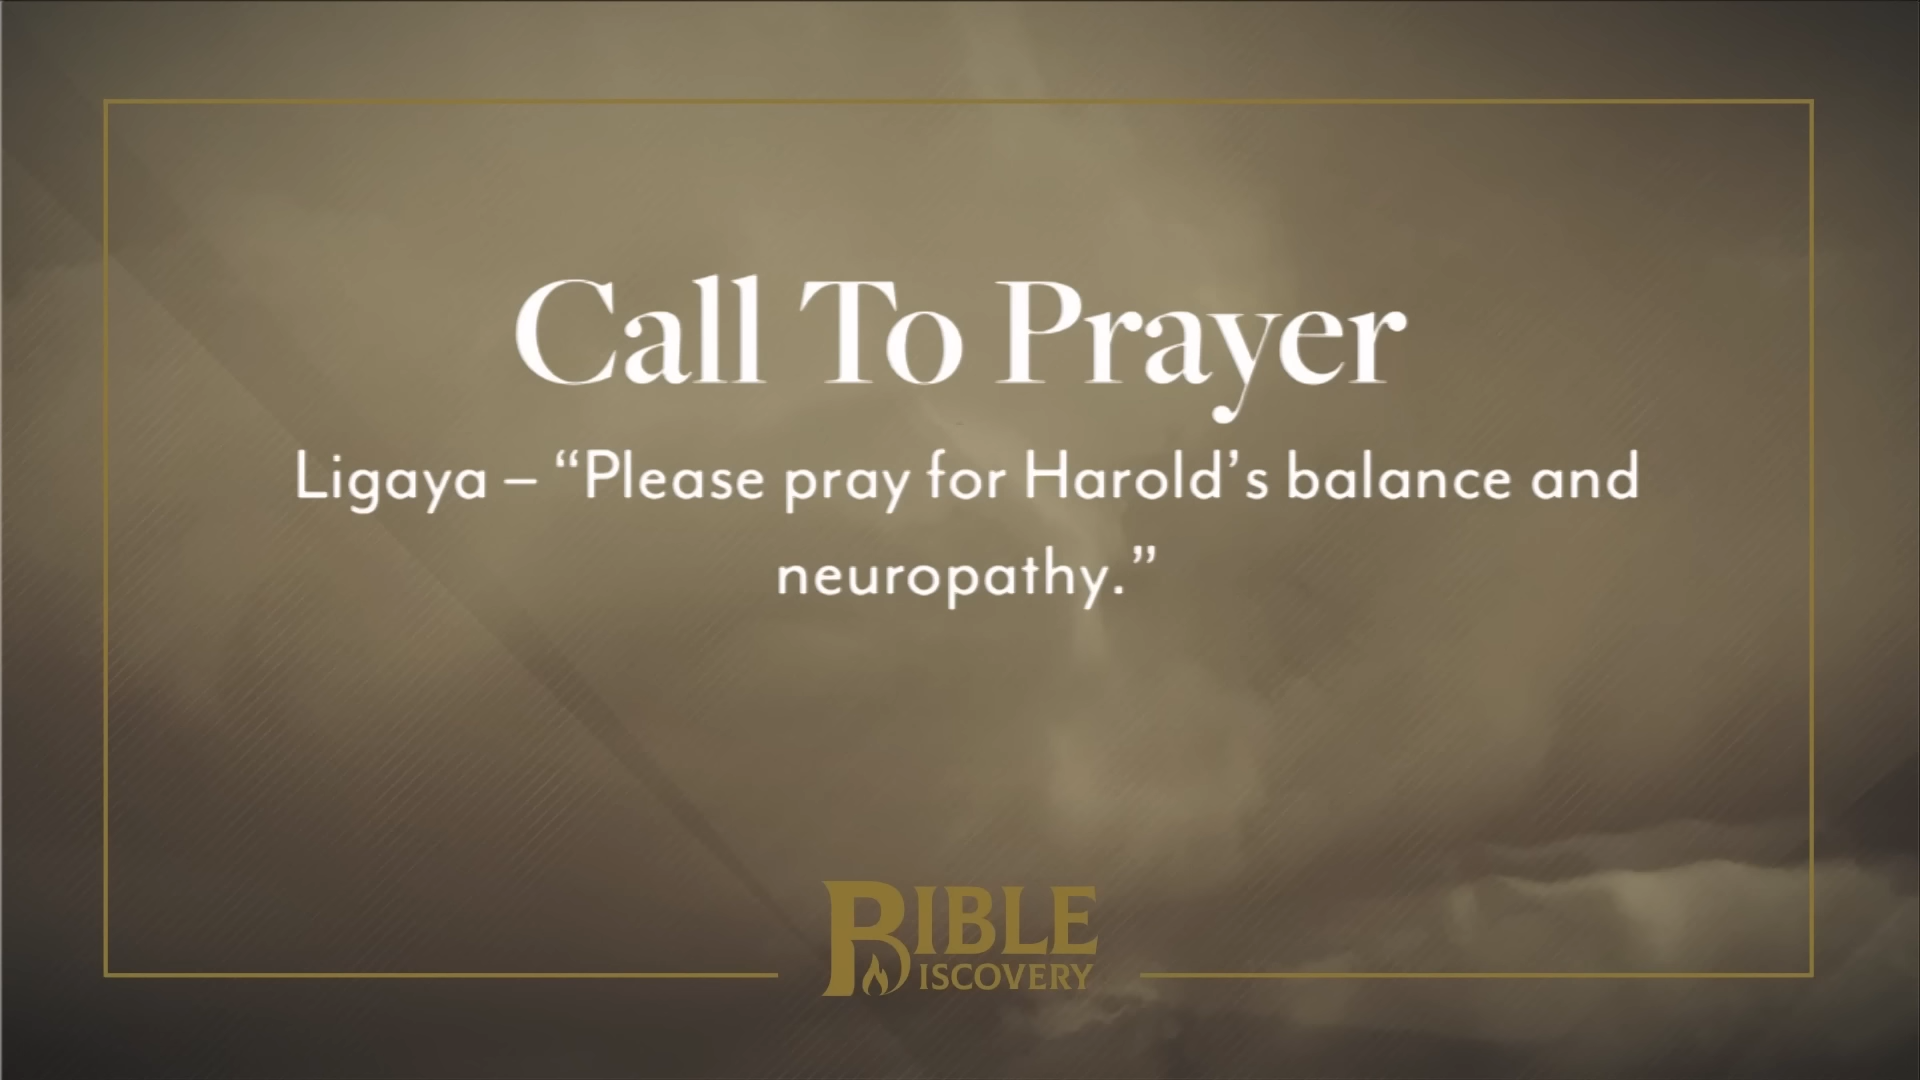 Call To Prayer
Ligaya – “Please pray for Harold’s balance and
neuropathy.”
BIBLE
DISCOVERY